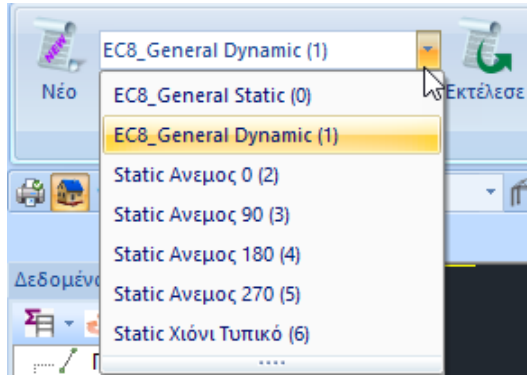 NEW
EC8_General Dynamic (1)
Νέο
Εκτέλεσε
EC8_General Static (0)
EC8_General Dynamic (1)
Static Ανεμος 0 (2)
Static Ανεμος 90 (3)
Static Ανεμος 180 (4)
Static Ανεμος 270 (5)
Static Χιόνι Τυπικό (6)